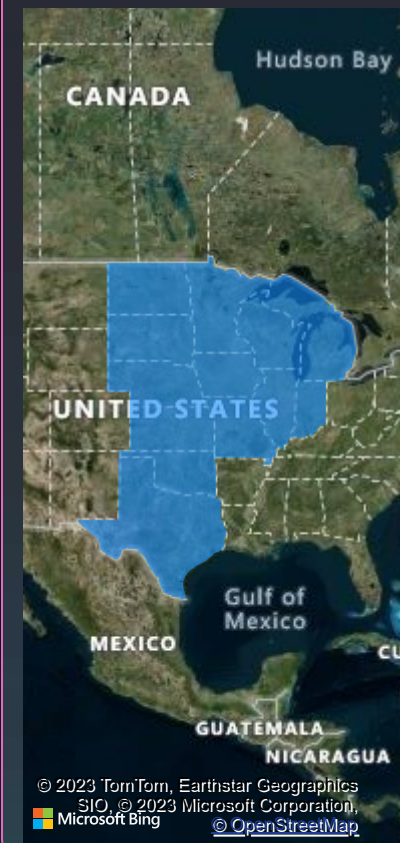 Hudson Bay
CANADA
UNITED STATES
Gulf of
Mexico
MEXICO
CU
GUATEMALA
NICARAGUA
© 2023 TomTom, Earthstar Geographics
SIO, © 2023 Microsoft Corporation,
Microsoft Bing
© OpenStreetMap